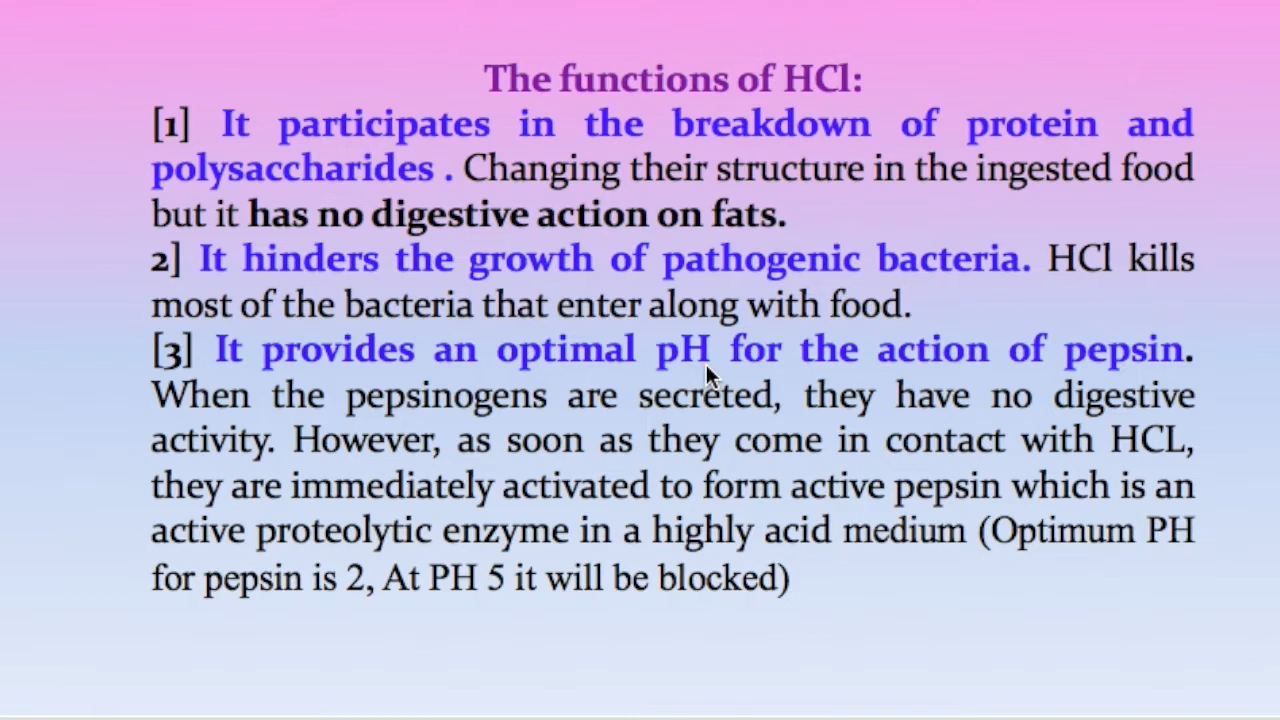 The functions of HCl:
[1] It participates in the breakdown of protein and
polysaccharides . Changing their structure in the ingested food
but it has no digestive action on fats.
2] It hinders the growth of pathogenic bacteria. HCl kills
most of the bacteria that enter along with food.
[3] It provides an optimal pH for the action of pepsin.
When the pepsinogens are secreted, they have no digestive
activity. However, as soon as they come in contact with HCL,
they are immediately activated to form active pepsin which is an
active proteolytic enzyme in a highly acid medium (Optimum PH
for pepsin is 2, At PH 5 it will be blocked)